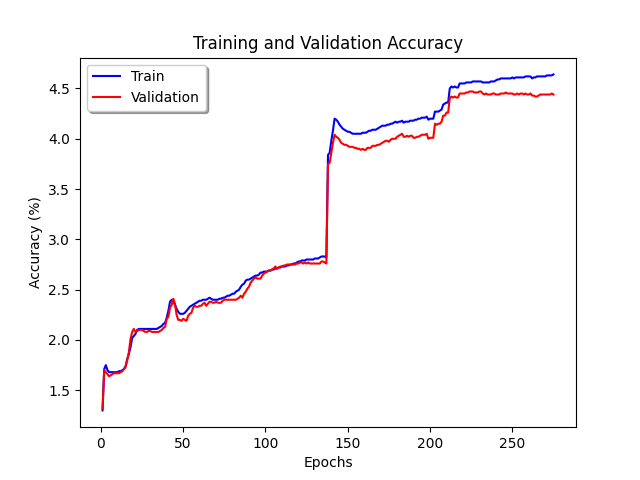 Training and Validation Accuracy
Train
Validation
4.5
4.0
3.5
3.0
2.5
2.0
1.5
Accuracy (%)
0 50 100 150 200 250
Epochs